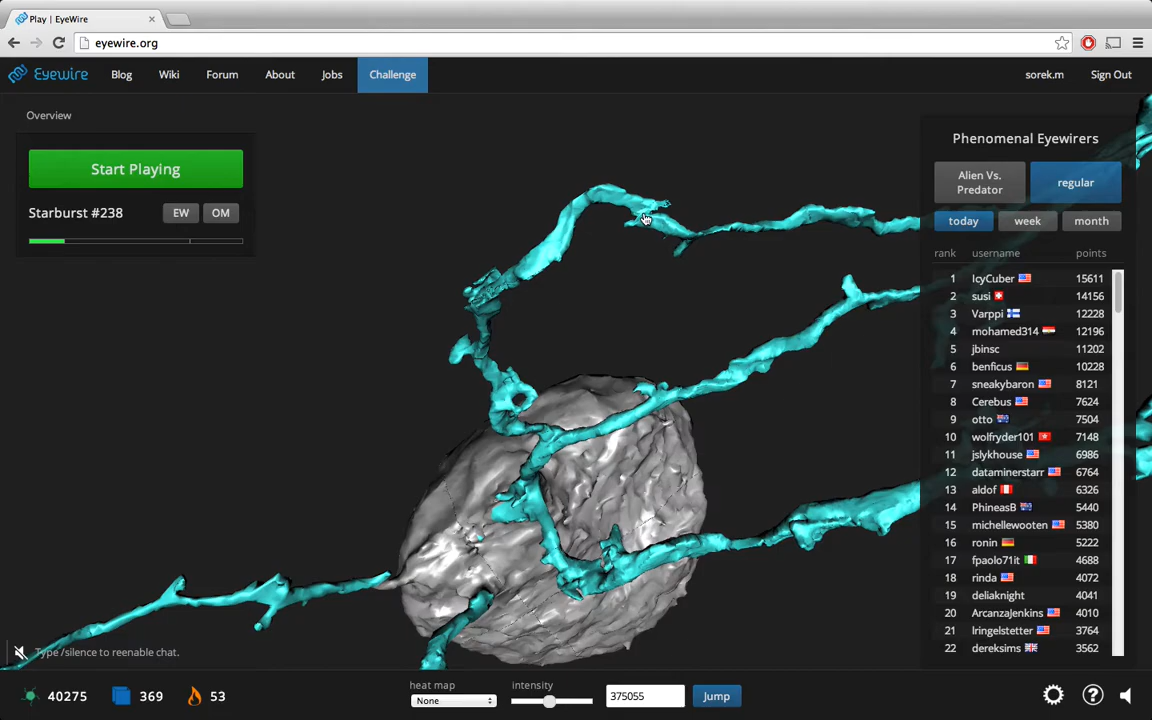 Play | EyeWire
eyewire.org
Eyewire Blog Wiki Forum About Jobs Challenge sorek.m Sign Out
Overview
Start Playing
Starburst #238 EW OM
Phenomenal Eyewirers
Alien Vs. Predator regular
today week month
rank username points
1 IcyCuber 15611
2 susi 14156
3 Varppi 12228
4 mohamed314 12196
5 jbinsc 11202
6 benficus 10228
7 sneakybaron 8121
8 Cerebus 7624
9 otto 7504
10 wolfryder101 7148
11 jslykhouse 6986
12 dataminerstarr 6764
13 aldof 6326
14 PhineasB 5440
15 michellewooten 5380
16 ronin 5222
17 fpaolo71it 4688
18 rinda 4072
19 deliaknight 4041
20 ArcanzaJenkins 4010
21 lringelstetter 3764
22 dereksims 3562
Type /silence to reenable chat.
40275 369 53
heat map intensity
None 375055 Jump